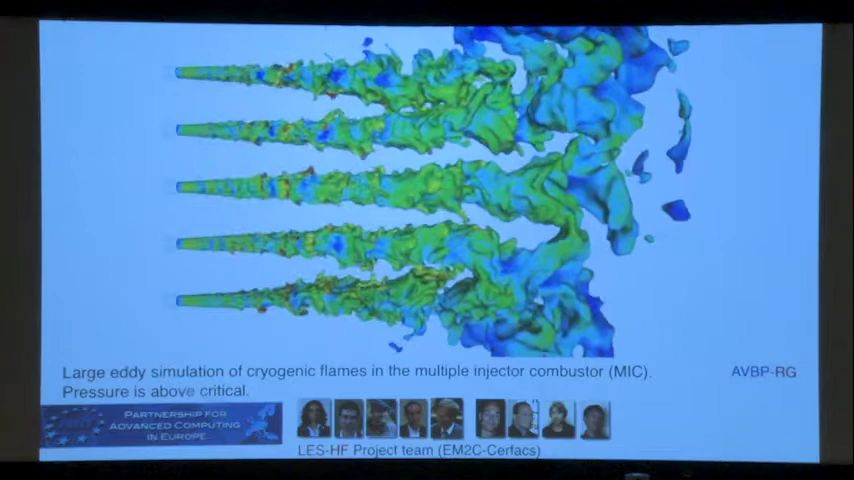 Large eddy simulation of cryogenic flames in the multiple injector combustor (MIC).
Pressure is above critical.
AVBP-RG
PARTNERSHIP FOR
ADVANCED COMPUTING
IN EUROPE
LES-HF Project team (EM2C-Cerfacs)